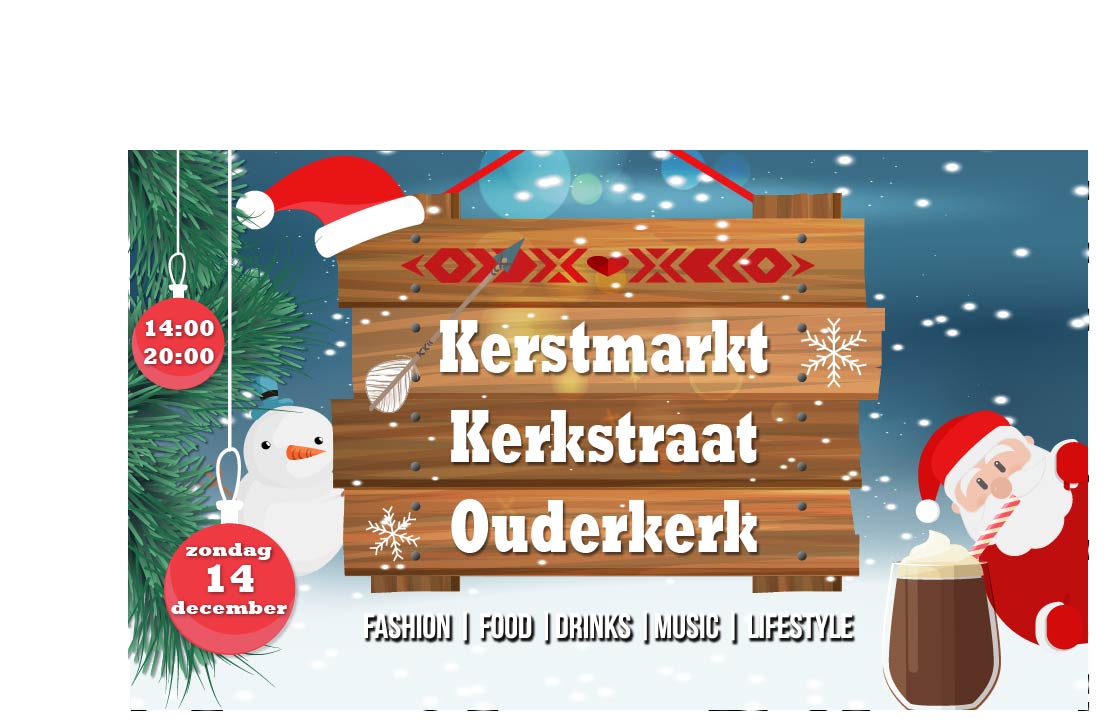 14:00
20:00
Kerstmarkt
Kerkstraat
Ouderkerk
zondag
14
december
FASHION | FOOD | DRINKS | MUSIC | LIFESTYLE